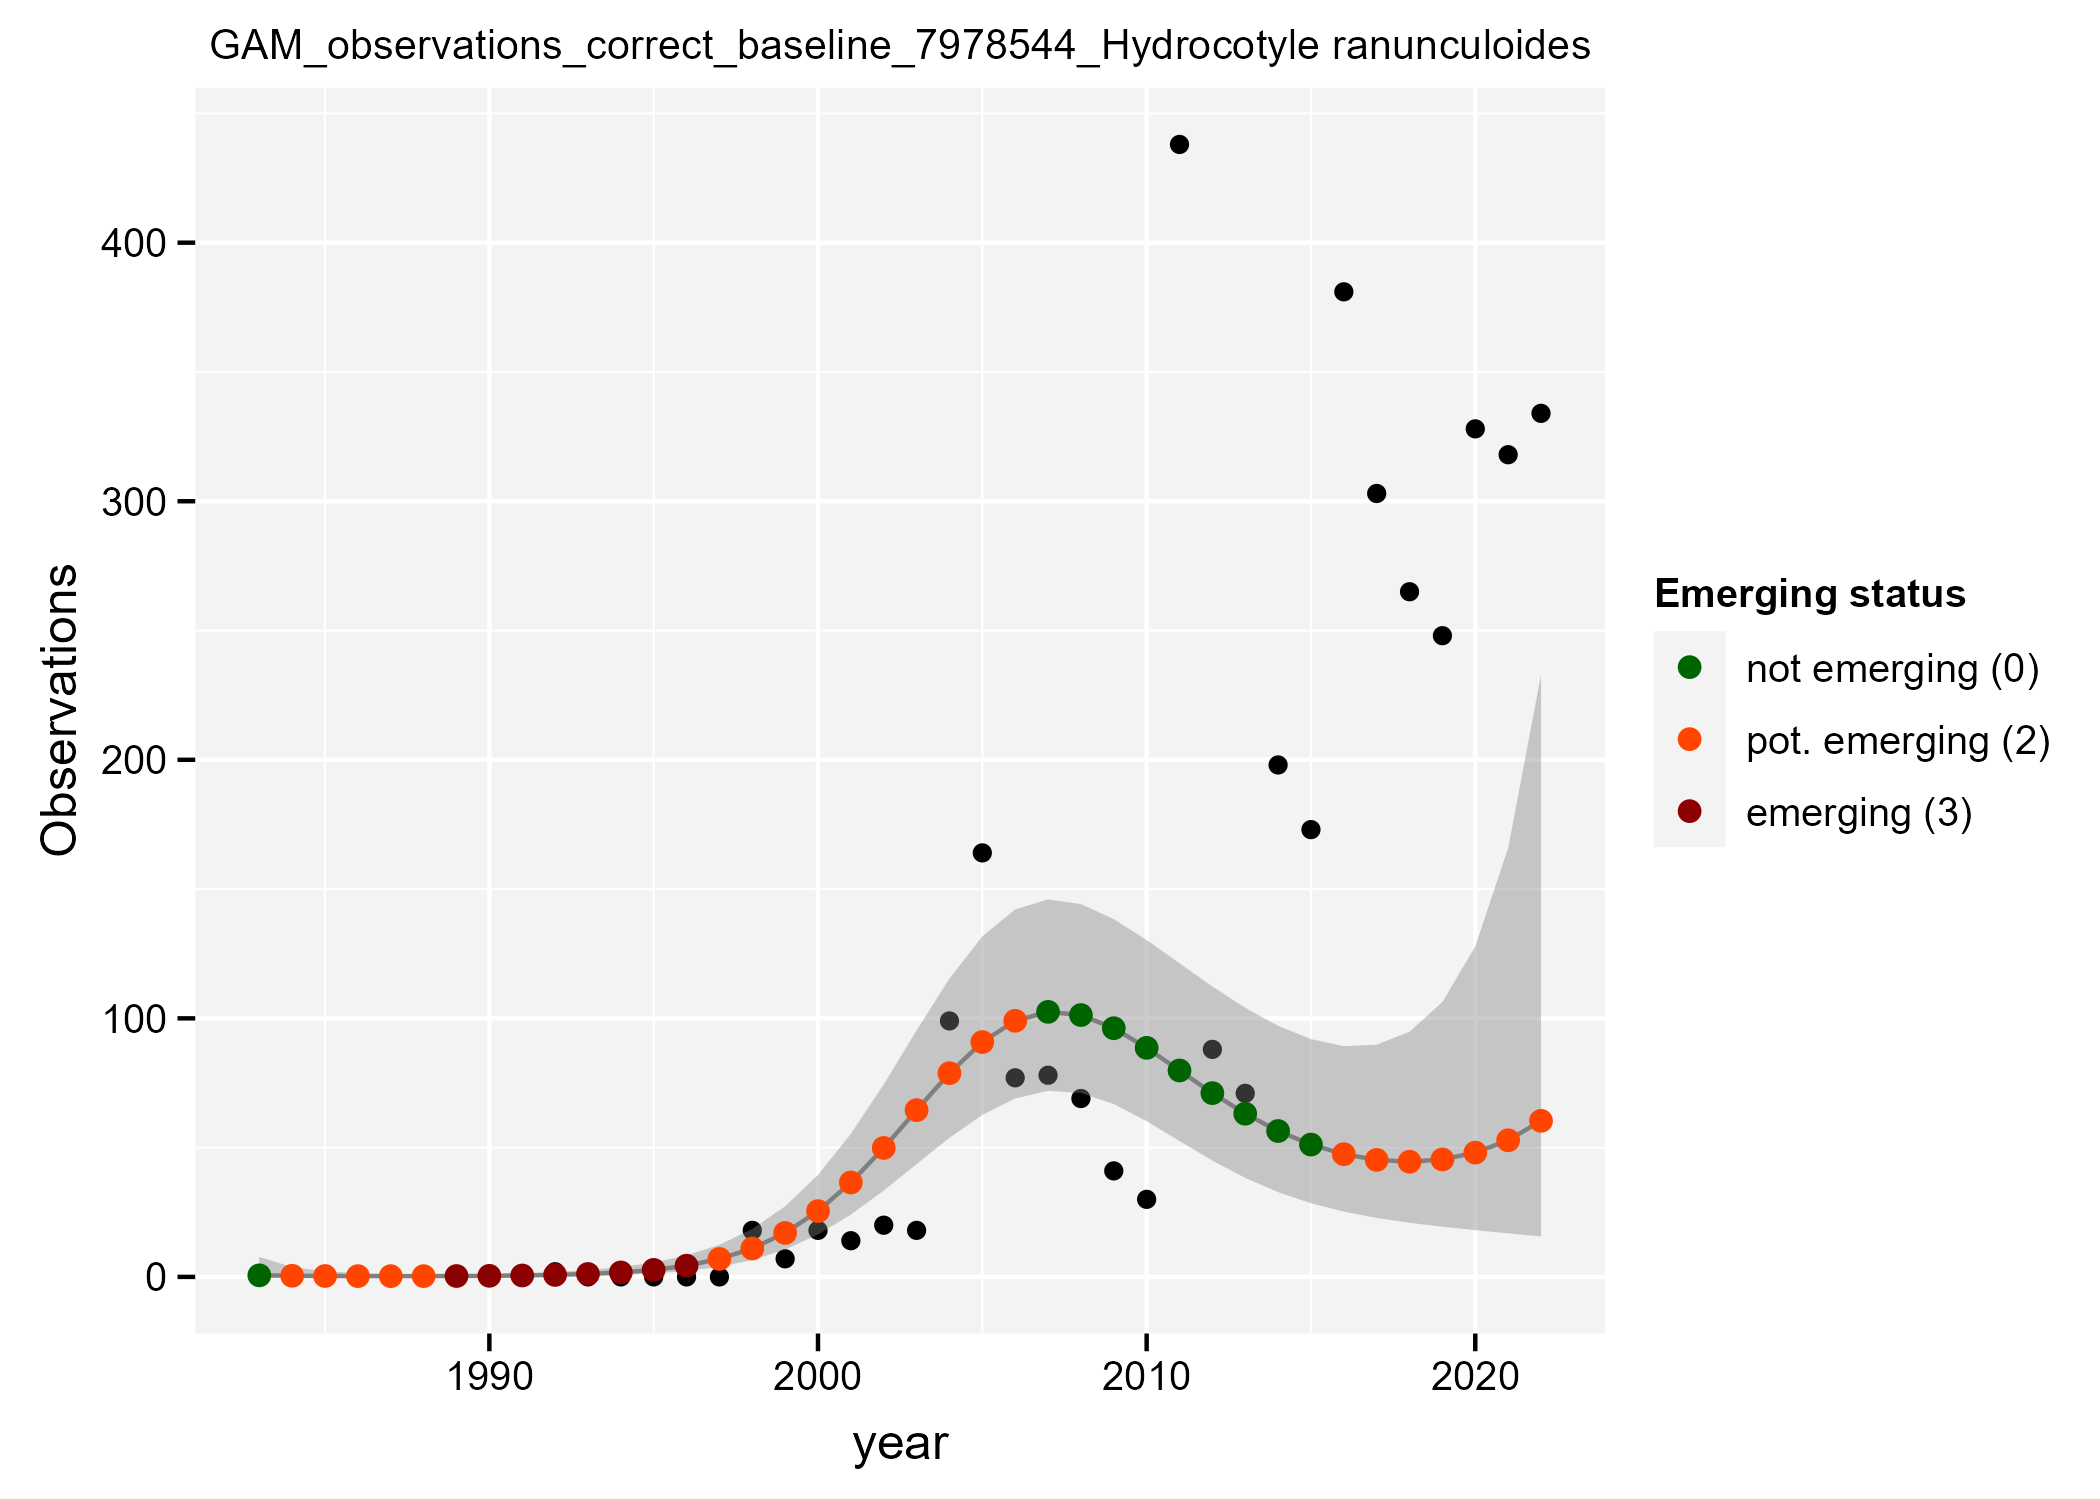 GAM_observations_correct_baseline_7978544_Hydrocotyle ranunculoides
Observations
400
300
200
100
0
1990
2000
2010
2020
year
Emerging status
not emerging (0)
pot. emerging (2)
emerging (3)